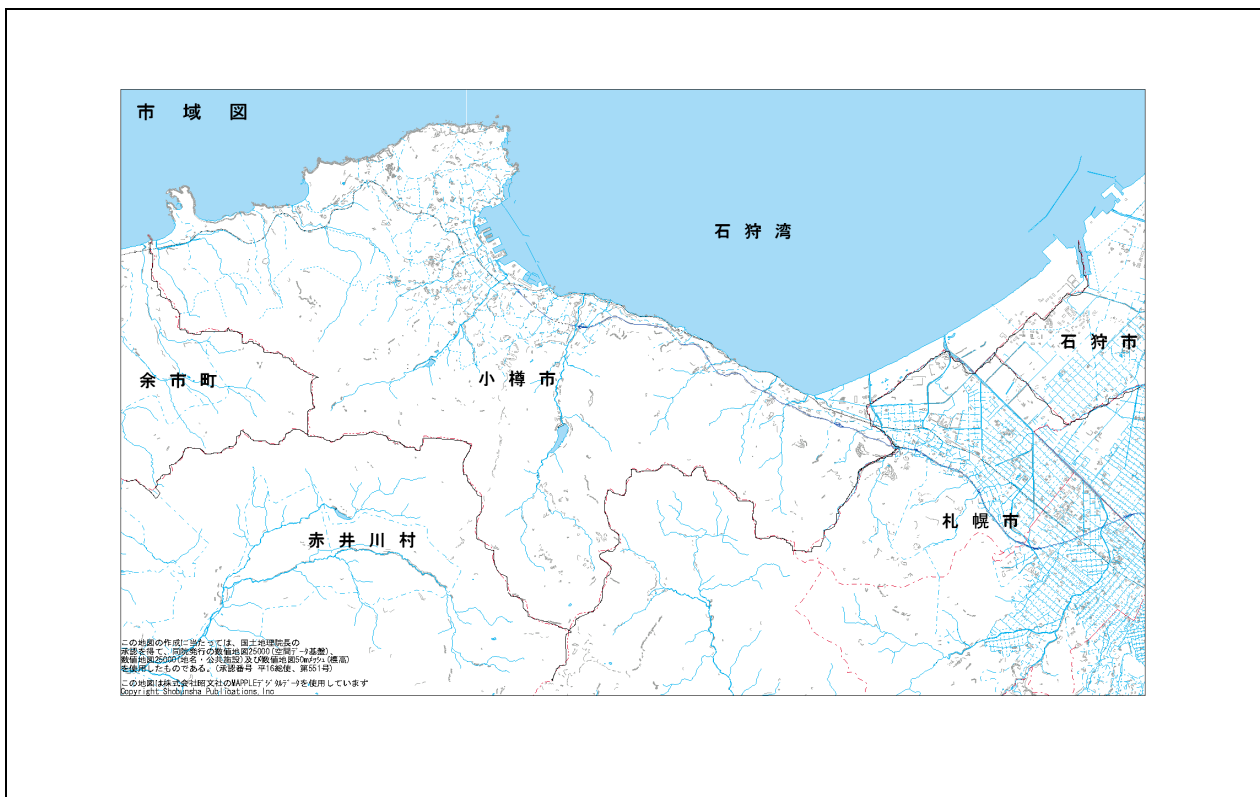 市域図
石狩湾
石狩市
余市町
小樽市
札幌市
赤井川村
この地図の作成に当たっては、国土地理院長の
承認を得て、同院発行の数値地図25000(空間データ基盤)、
数値地図25000(地名・公共施設)及び数値地図50mメッシュ(標高)
を使用したものである。(承認番号 平16総使、第551号)
この地図は株式会社昭文社のMAPPLEデジタルデータを使用しています
Copyright Shobunsha Publications, Inc